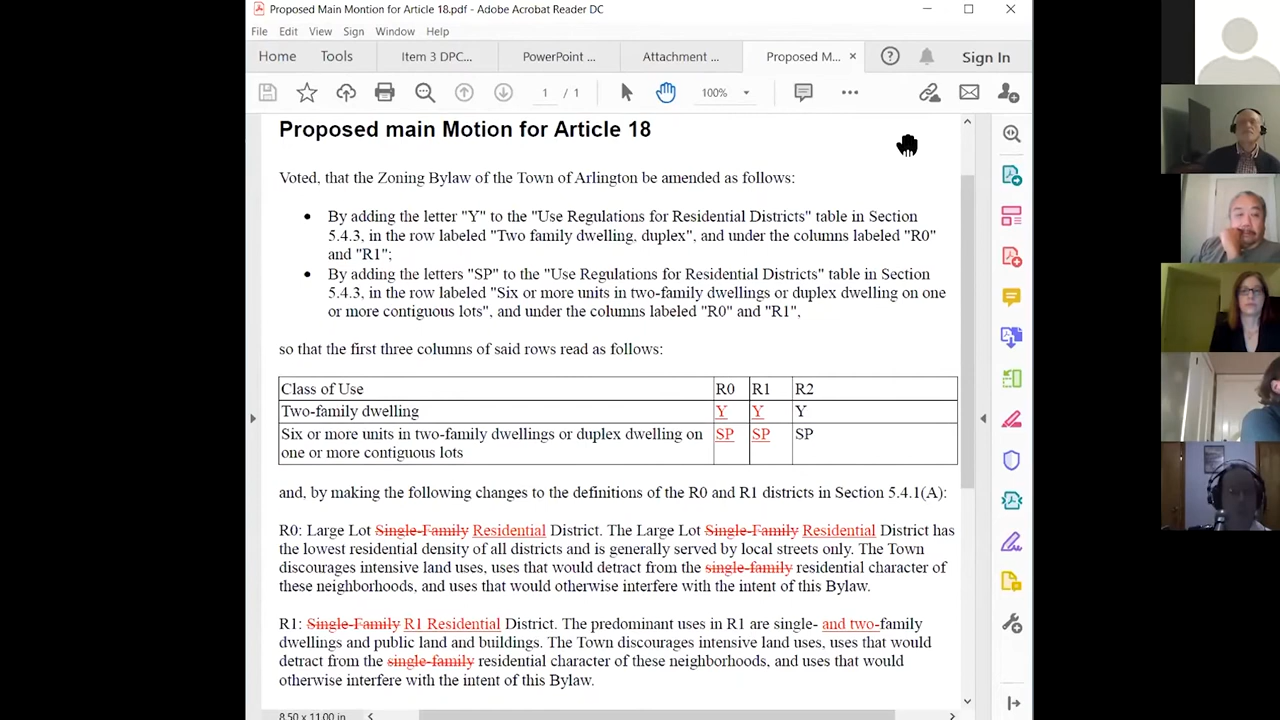 Proposed Main Montion for Article 18.pdf - Adobe Acrobat Reader DC
File Edit View Sign Window Help
Home Tools Item 3 DPC... PowerPoint ... Attachment ... Proposed M... × Sign In
1 / 1 100%
Proposed main Motion for Article 18
Voted, that the Zoning Bylaw of the Town of Arlington be amended as follows:
• By adding the letter "Y" to the "Use Regulations for Residential Districts" table in Section
5.4.3, in the row labeled "Two family dwelling, duplex", and under the columns labeled "R0"
and "R1";
• By adding the letters "SP" to the "Use Regulations for Residential Districts" table in Section
5.4.3, in the row labeled "Six or more units in two-family dwellings or duplex dwelling on one
or more contiguous lots", and under the columns labeled "R0" and "R1",
so that the first three columns of said rows read as follows:
Class of Use R0 R1 R2
Two-family dwelling Y Y Y
Six or more units in two-family dwellings or duplex dwelling on SP SP SP
one or more contiguous lots
and, by making the following changes to the definitions of the R0 and R1 districts in Section 5.4.1(A):
R0: Large Lot Single-Family Residential District. The Large Lot Single-Family Residential District has
the lowest residential density of all districts and is generally served by local streets only. The Town
discourages intensive land uses, uses that would detract from the single-family residential character of
these neighborhoods, and uses that would otherwise interfere with the intent of this Bylaw.
R1: Single-Family R1 Residential District. The predominant uses in R1 are single- and two-family
dwellings and public land and buildings. The Town discourages intensive land uses, uses that would
detract from the single-family residential character of these neighborhoods, and uses that would
otherwise interfere with the intent of this Bylaw.
8.50 x 11.00 in